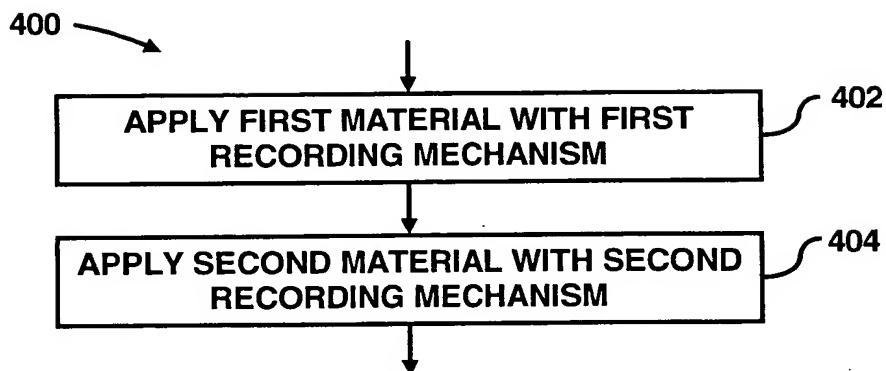 400
APPLY FIRST MATERIAL WITH FIRST
RECORDING MECHANISM
402
APPLY SECOND MATERIAL WITH SECOND
RECORDING MECHANISM
404